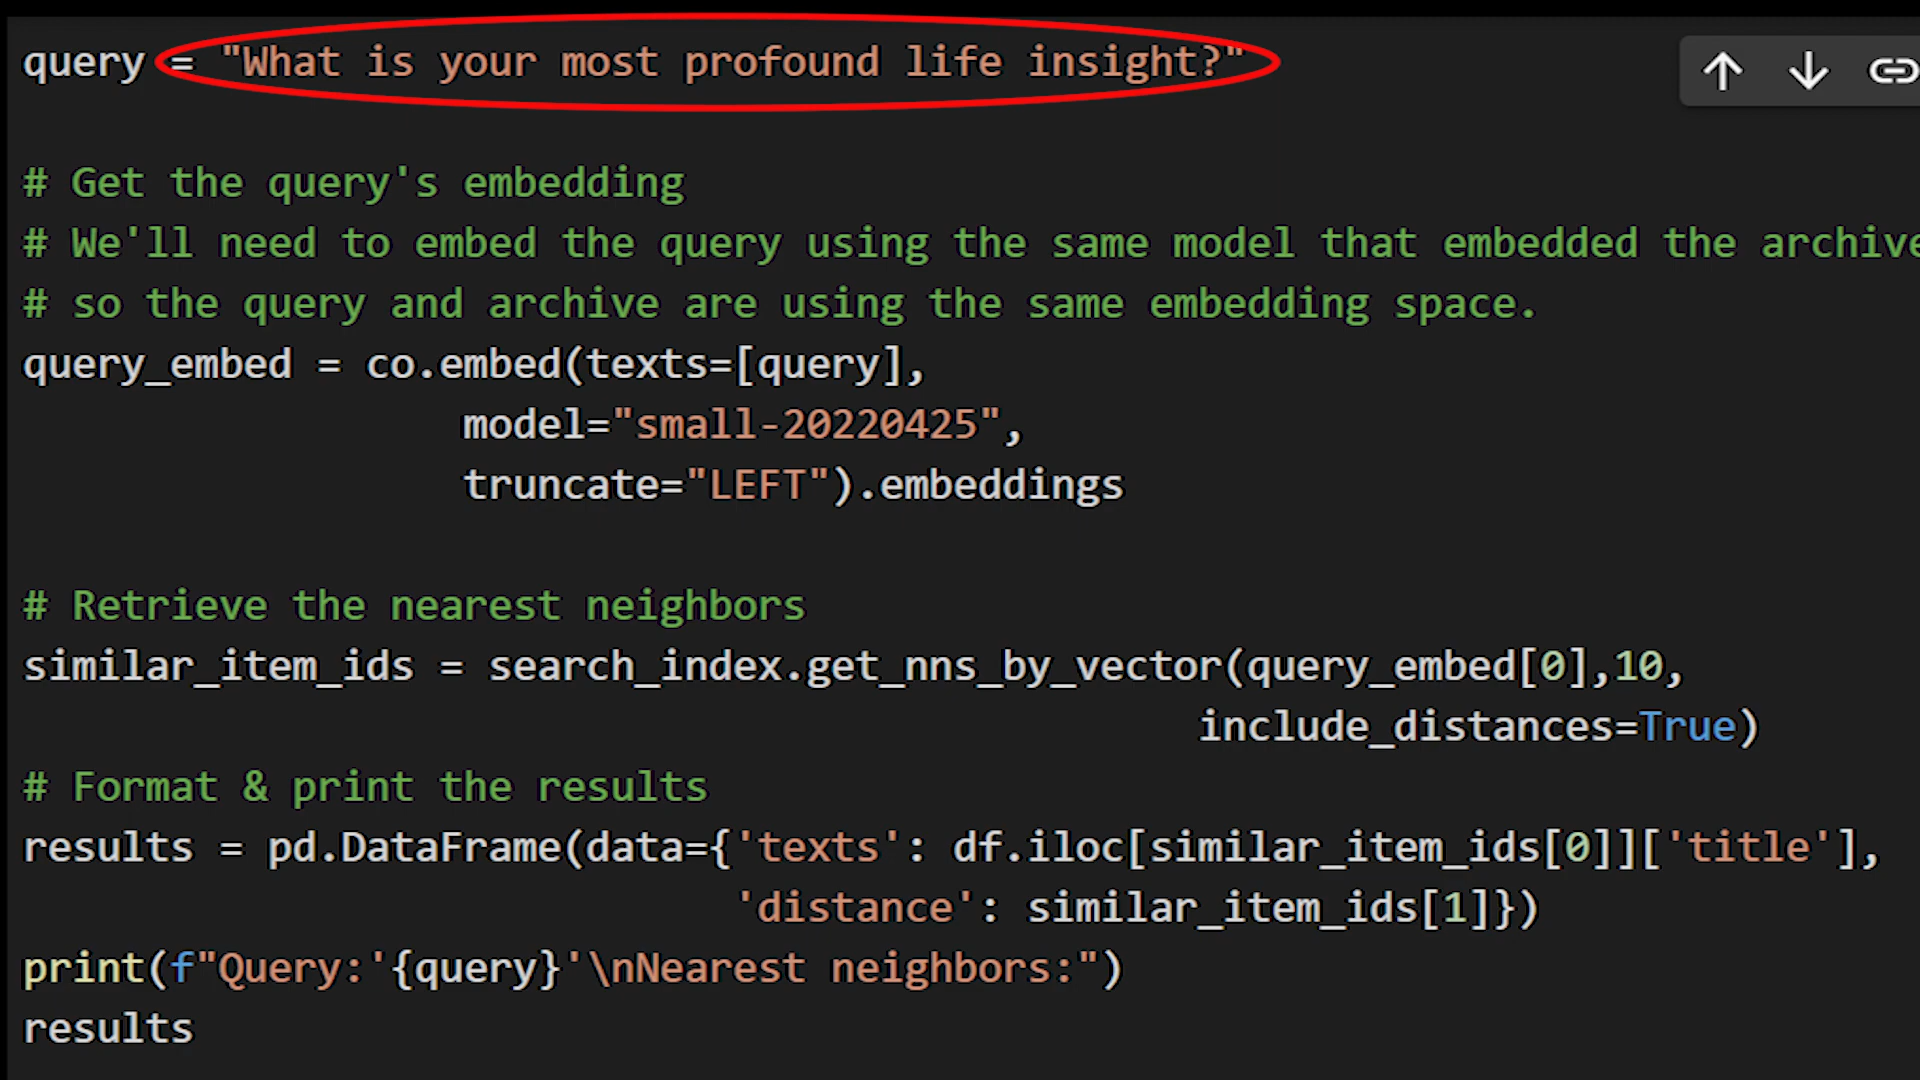 query = "What is your most profound life insight?"
# Get the query's embedding
# We'll need to embed the query using the same model that embedded the archive
# so the query and archive are using the same embedding space.
query_embed = co.embed(texts=[query],
model="small-20220425",
truncate="LEFT").embeddings
# Retrieve the nearest neighbors
similar_item_ids = search_index.get_nns_by_vector(query_embed[0],10,
include_distances=True)
# Format & print the results
results = pd.DataFrame(data={'texts': df.iloc[similar_item_ids[0]]['title'],
'distance': similar_item_ids[1]})
print(f"Query:'{query}'\nNearest neighbors:")
results